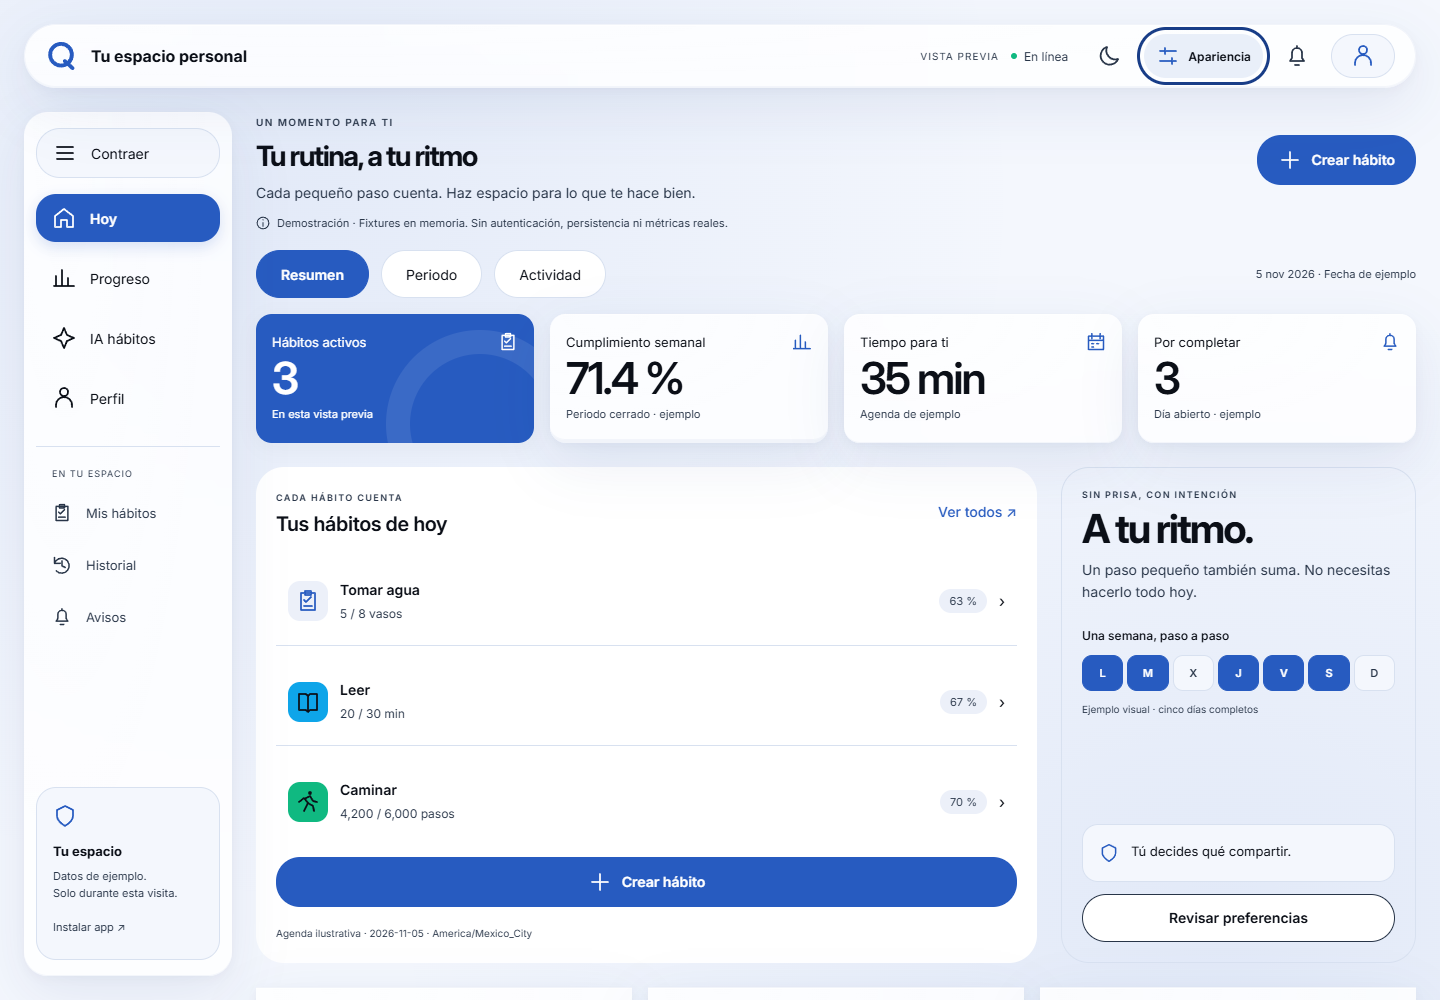 Tu espacio personal
VISTA PREVIA
En línea
Apariencia
Contraer
Hoy
Progreso
IA hábitos
Perfil
EN TU ESPACIO
Mis hábitos
Historial
Avisos
Tu espacio
Datos de ejemplo.
Solo durante esta visita.
Instalar app ↗
UN MOMENTO PARA TI
Tu rutina, a tu ritmo
Cada pequeño paso cuenta. Haz espacio para lo que te hace bien.
Demostración · Fixtures en memoria. Sin autenticación, persistencia ni métricas reales.
Crear hábito
Resumen
Periodo
Actividad
5 nov 2026 · Fecha de ejemplo
Hábitos activos
3
En esta vista previa
Cumplimiento semanal
71.4 %
Periodo cerrado · ejemplo
Tiempo para ti
35 min
Agenda de ejemplo
Por completar
3
Día abierto · ejemplo
CADA HÁBITO CUENTA
Tus hábitos de hoy
Ver todos ↗
Tomar agua
5 / 8 vasos
63 %
Leer
20 / 30 min
67 %
Caminar
4,200 / 6,000 pasos
70 %
Crear hábito
Agenda ilustrativa · 2026-11-05 · America/Mexico_City
SIN PRISA, CON INTENCIÓN
A tu ritmo.
Un paso pequeño también suma. No necesitas
hacerlo todo hoy.
Una semana, paso a paso
L M X J V S D
Ejemplo visual · cinco días completos
Tú decides qué compartir.
Revisar preferencias